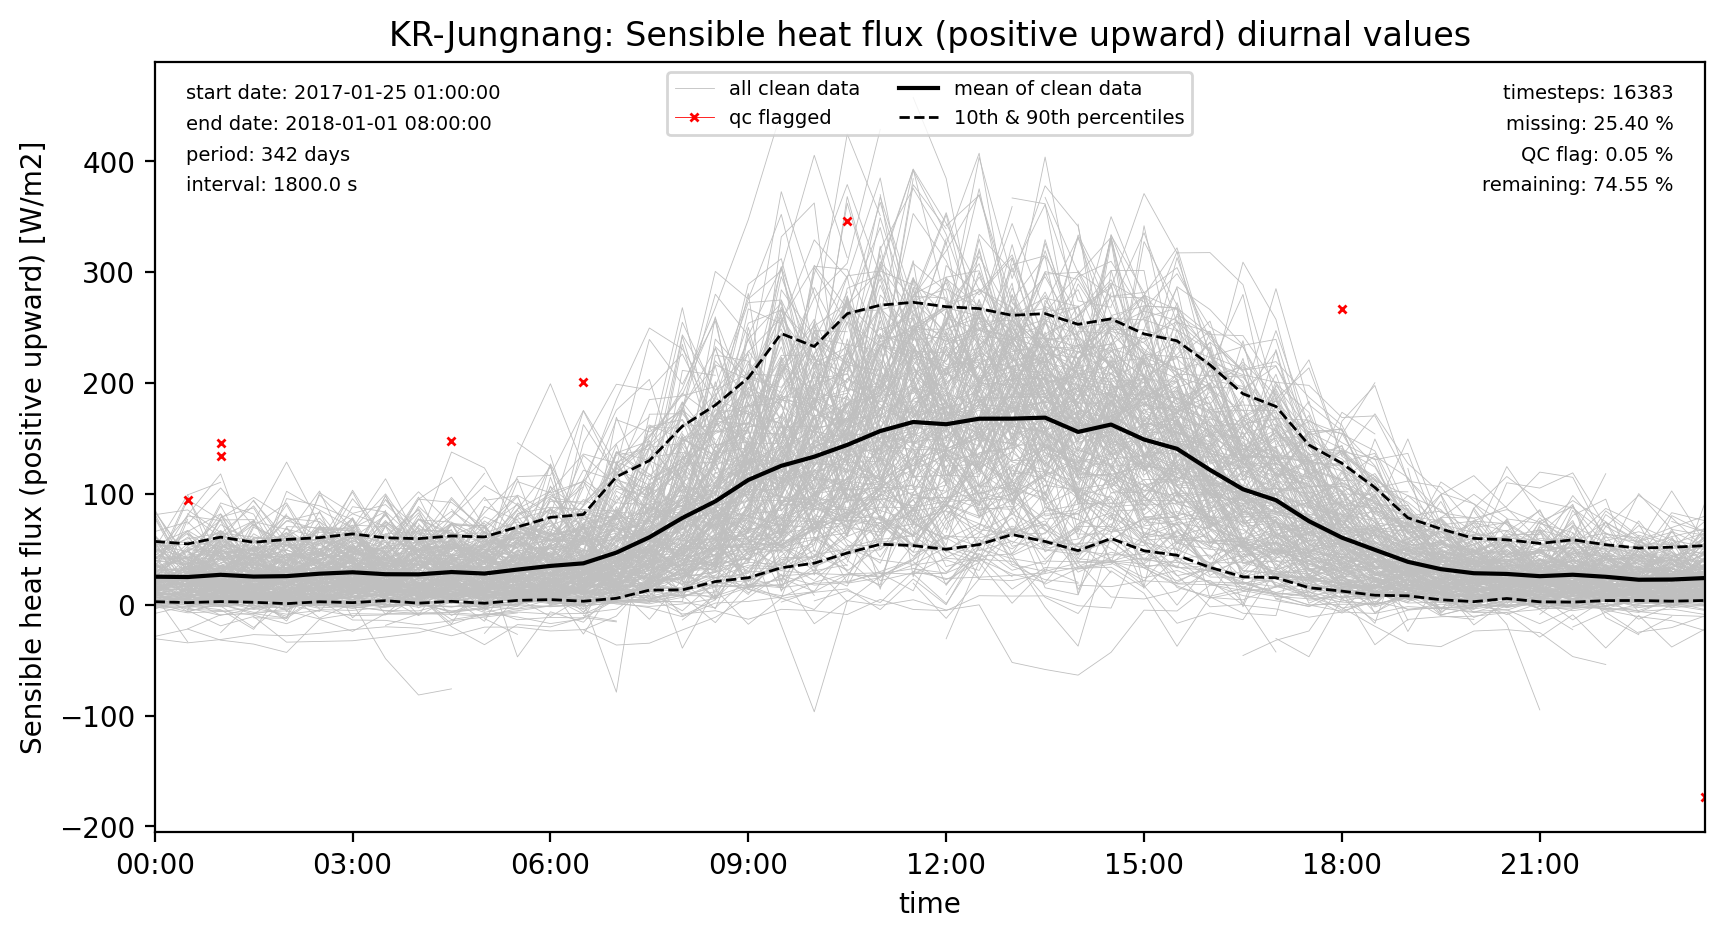 KR-Jungnang: Sensible heat flux (positive upward) diurnal values
start date: 2017-01-25 01:00:00
end date: 2018-01-01 08:00:00
period: 342 days
interval: 1800.0 s
all clean data
qc flagged
mean of clean data
10th & 90th percentiles
timesteps: 16383
missing: 25.40 %
QC flag: 0.05 %
remaining: 74.55 %
Sensible heat flux (positive upward) [W/m2]
400
300
200
100
0
−100
−200
00:00 03:00 06:00 09:00 12:00 15:00 18:00 21:00
time